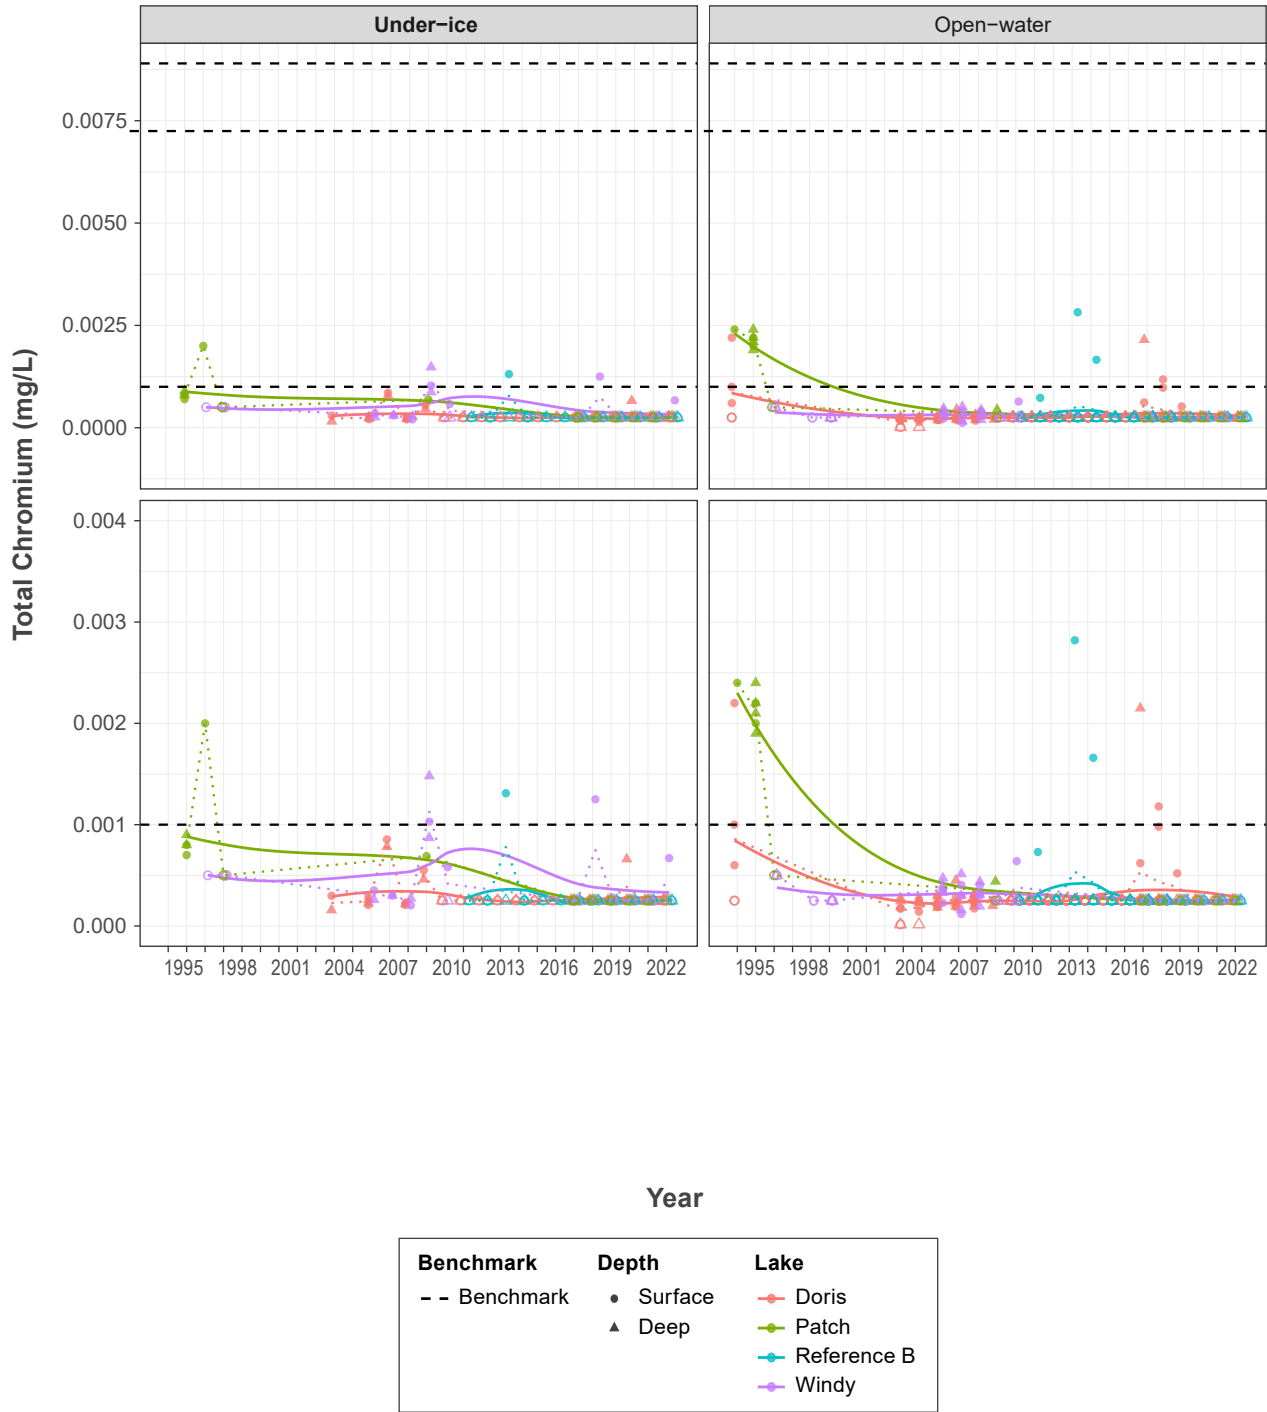 Under-ice Open-water
0.0075
0.0050
0.0025
0.0000
0.004
0.003
0.002
0.001
0.000
Total Chromium (mg/L)
1995 1998 2001 2004 2007 2010 2013 2016 2019 2022 1995 1998 2001 2004 2007 2010 2013 2016 2019 2022
Year
Benchmark Depth Lake
Benchmark Surface Doris
Deep Patch
Reference B
Windy